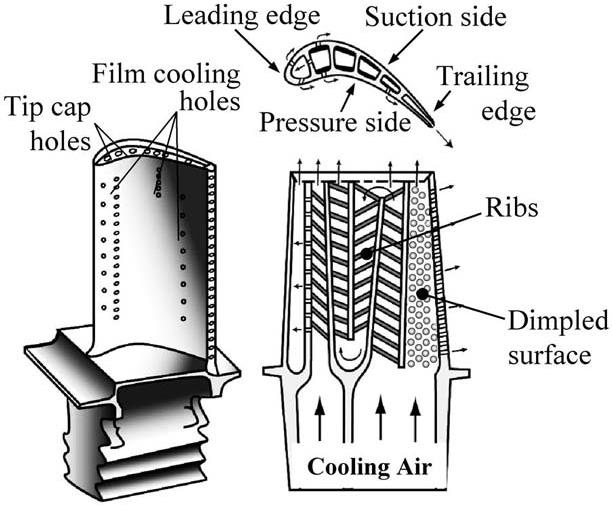 Leading edge
Suction side
Film cooling
holes
Tip cap
holes
Trailing
edge
Pressure side
Ribs
Dimpled
surface
Cooling Air